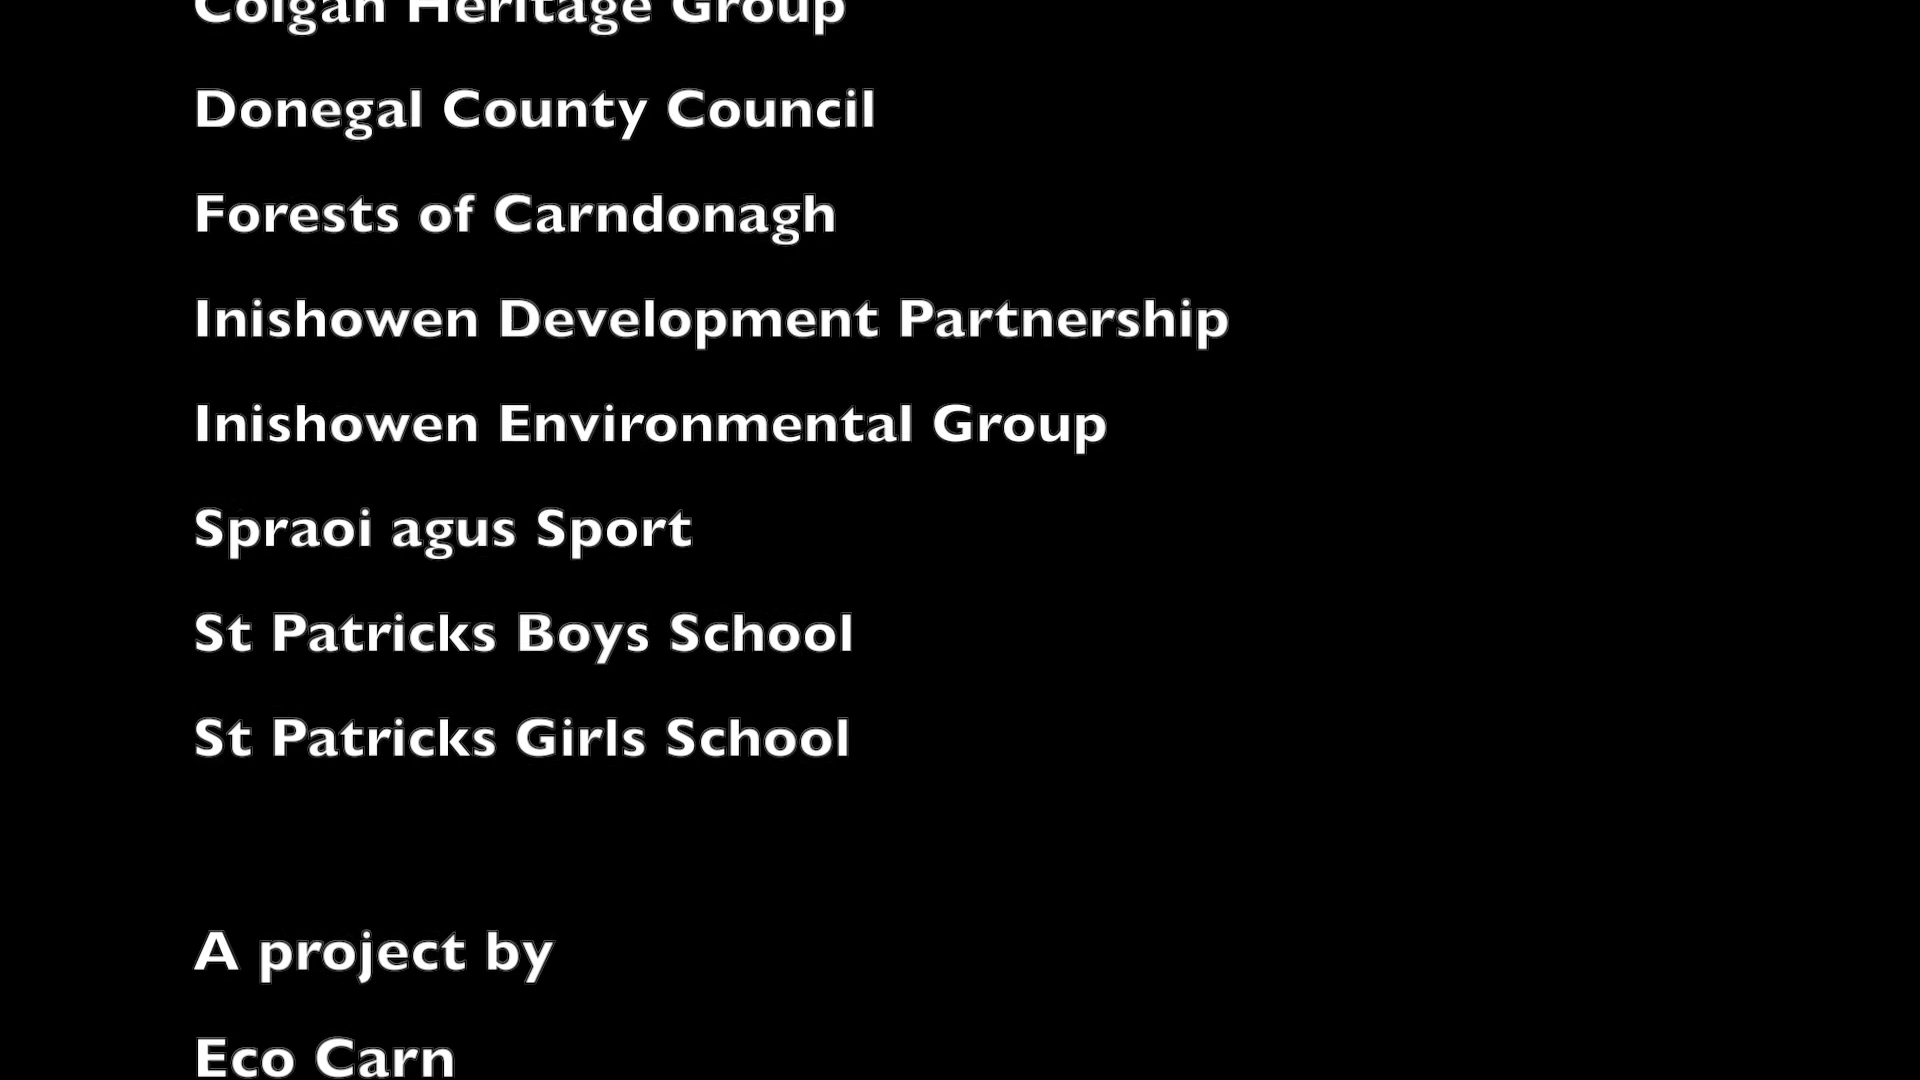 Colgan Heritage Group
Donegal County Council
Forests of Carndonagh
Inishowen Development Partnership
Inishowen Environmental Group
Spraoi agus Sport
St Patricks Boys School
St Patricks Girls School
A project by
Eco Carn